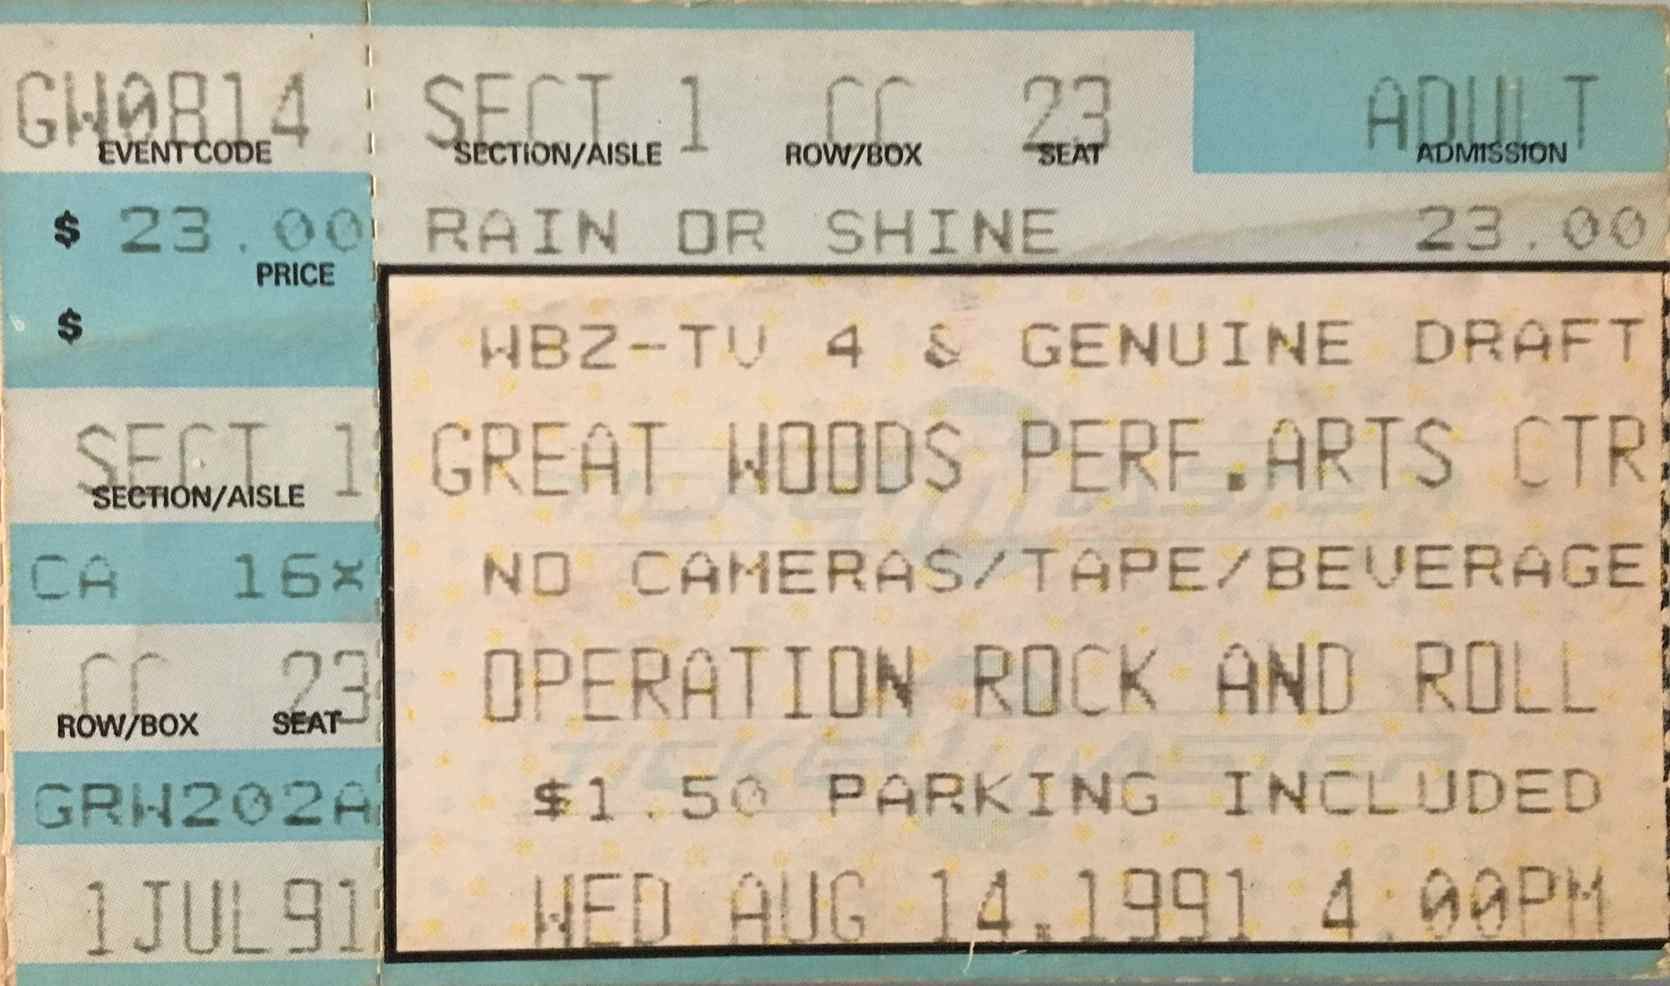 GW0814 SECT 1 CC 23 ADULT
EVENT CODE SECTION/AISLE ROW/BOX SEAT ADMISSION
$ 23.00 RAIN OR SHINE 23.00
PRICE
$
WBZ-TV 4 & GENUINE DRAFT
SECT 1 GREAT WOODS PERF.ARTS CTR
SECTION/AISLE
CA 16x NO CAMERAS/TAPE/BEVERAGE
CC 23 OPERATION ROCK AND ROLL
ROW/BOX SEAT
TICKETMASTER
GRW202A $1.50 PARKING INCLUDED
1JUL91 WED AUG 14,1991 4:00PM